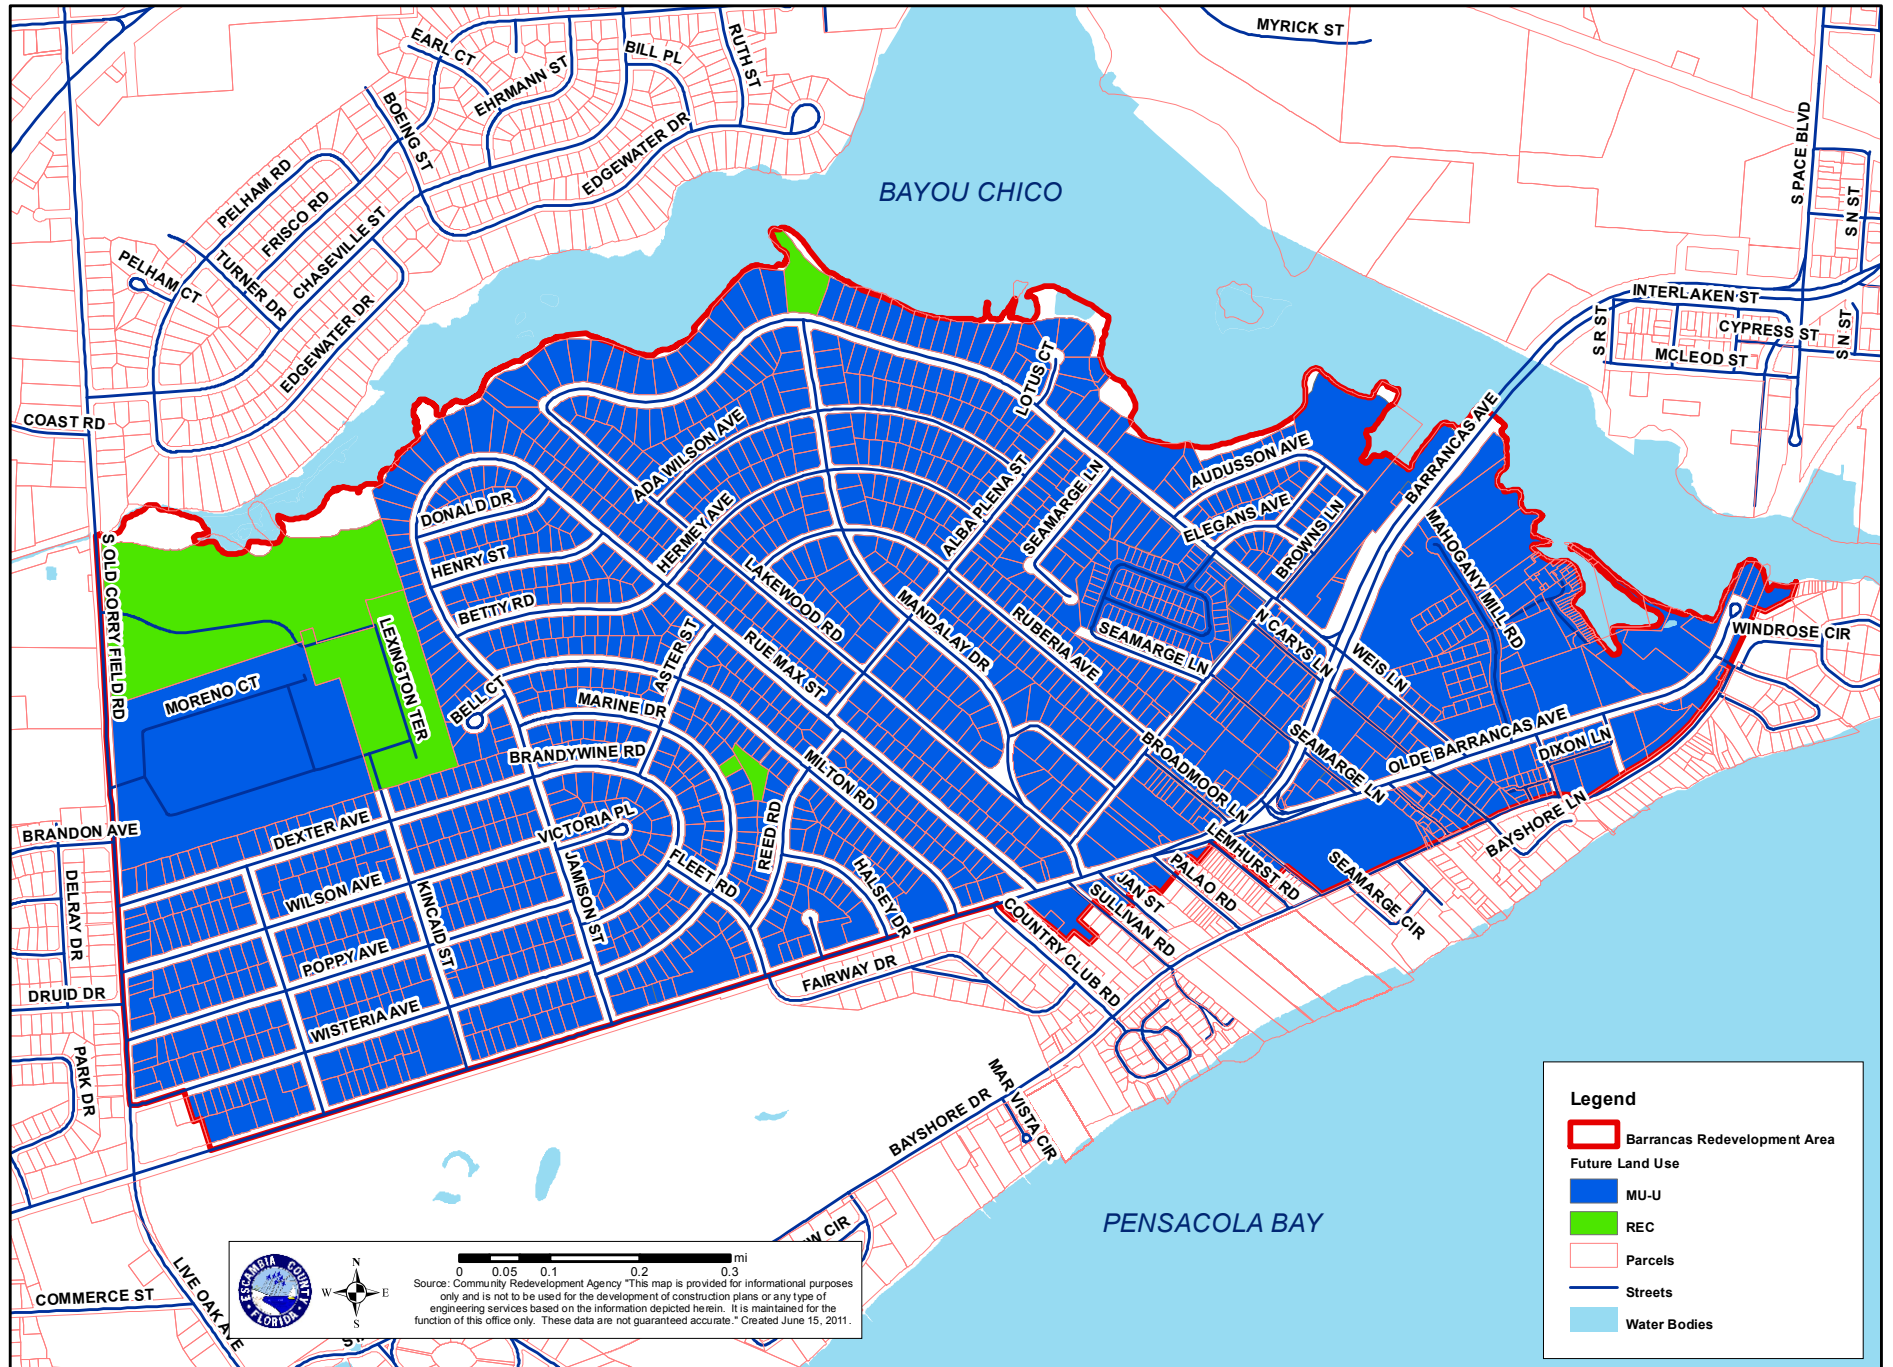 MYRICK ST
EARL CT
BILL PL
RUTH ST
EHRMANN ST
BOEING ST
EDGEWATER DR
S PACE BLVD
BAYOU CHICO
S N ST
PELHAM RD
FRISCO RD
CHASEVILLE ST
PELHAM CT
TURNER DR
EDGEWATER DR
INTERLAKEN ST
S R ST
CYPRESS ST
S N ST
MCLEOD ST
COAST RD
LOTUS CT
BARRANCAS AVE
ADA WILSON AVE
AUDUSSON AVE
ALBA PLENA ST
SEAMARGE LN
DONALD DR
HERMEY AVE
ELEGANS AVE
BROWNS LN
MAHOGANY MILL RD
S OLD CORRY FIELD RD
HENRY ST
BETTY RD
LAKEWOOD RD
MANDALAY DR
RUBERIA AVE
SEAMARGE LN
N CARYS LN
WEIS LN
WINDROSE CIR
LEXINGTON TER
ASTER ST
RUE MAX ST
MORENO CT
BELL CT
MARINE DR
BRANDYWINE RD
MILTON RD
BROADMOOR LN
SEAMARGE LN
OLDE BARRANCAS AVE
DIXON LN
BRANDON AVE
DEXTER AVE
VICTORIA PL
REED RD
LEMHURST RD
BAYSHORE LN
DELRAY DR
WILSON AVE
KINCAID ST
JAMISON ST
FLEET RD
HALSEY DR
PALAO RD
JAN ST
SULLIVAN RD
SEAMARGE CIR
POPPY AVE
COUNTRY CLUB RD
FAIRWAY DR
DRUID DR
WISTERIA AVE
PARK DR
BAYSHORE DR
MAR VISTA CIR
PENSACOLA BAY
W CIR
LIVE OAK AVE
COMMERCE ST
ESCAMBIA COUNTY
FLORIDA
N
W E
S
mi
0 0.05 0.1 0.2 0.3
Source: Community Redevelopment Agency "This map is provided for informational purposes
only and is not to be used for the development of construction plans or any type of
engineering services based on the information depicted herein. It is maintained for the
function of this office only. These data are not guaranteed accurate." Created June 15, 2011.
Legend
Barrancas Redevelopment Area
Future Land Use
MU-U
REC
Parcels
Streets
Water Bodies